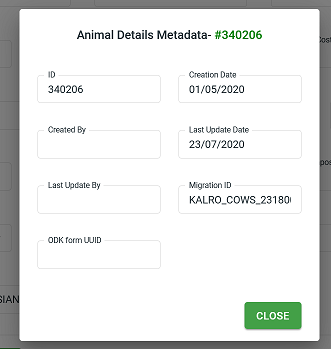 Animal Details Metadata- #340206
ID
340206
Creation Date
01/05/2020
Created By
Last Update Date
23/07/2020
Last Update By
Migration ID
KALRO_COWS_23180
ODK form UUID
SIAN
CLOSE